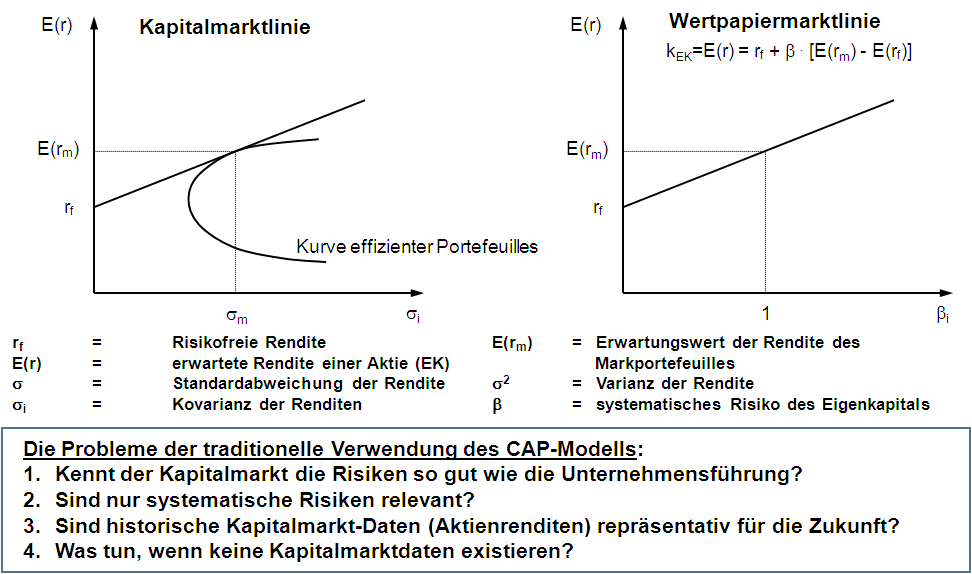 E(r)
Kapitalmarktlinie
E(rm)
rf
Kurve effizienter Portefeuilles
σm
σi
E(r)
Wertpapiermarktlinie
kEK=E(r) = rf + β · [E(rm) - E(rf)]
E(rm)
rf
1
βi
rf = Risikofreie Rendite
E(r) = erwartete Rendite einer Aktie (EK)
σ = Standardabweichung der Rendite
σi = Kovarianz der Renditen
E(rm) = Erwartungswert der Rendite des
Markportefeuilles
σ² = Varianz der Rendite
β = systematisches Risiko des Eigenkapitals
Die Probleme der traditionelle Verwendung des CAP-Modells:
1. Kennt der Kapitalmarkt die Risiken so gut wie die Unternehmensführung?
2. Sind nur systematische Risiken relevant?
3. Sind historische Kapitalmarkt-Daten (Aktienrenditen) repräsentativ für die Zukunft?
4. Was tun, wenn keine Kapitalmarktdaten existieren?